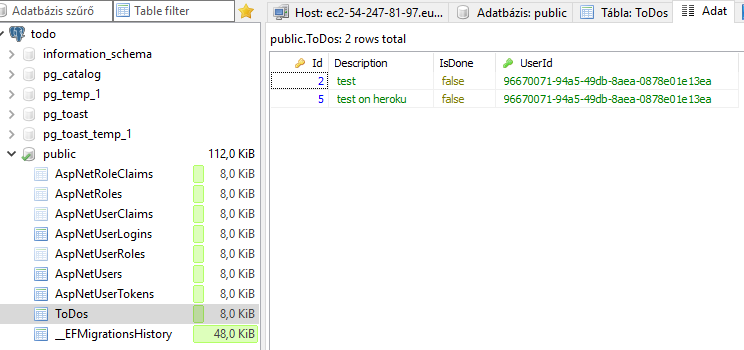 Adatbázis szűrő
Table filter
todo
information_schema
pg_catalog
pg_temp_1
pg_toast
pg_toast_temp_1
public 112,0 KiB
AspNetRoleClaims 8,0 KiB
AspNetRoles 8,0 KiB
AspNetUserClaims 8,0 KiB
AspNetUserLogins 8,0 KiB
AspNetUserRoles 8,0 KiB
AspNetUsers 8,0 KiB
AspNetUserTokens 8,0 KiB
ToDos 8,0 KiB
__EFMigrationsHistory 48,0 KiB
Host: ec2-54-247-81-97.eu... Adatbázis: public Tábla: ToDos Adat
public.ToDos: 2 rows total
Id Description IsDone UserId
2 test false 96670071-94a5-49db-8aea-0878e01e13ea
5 test on heroku false 96670071-94a5-49db-8aea-0878e01e13ea